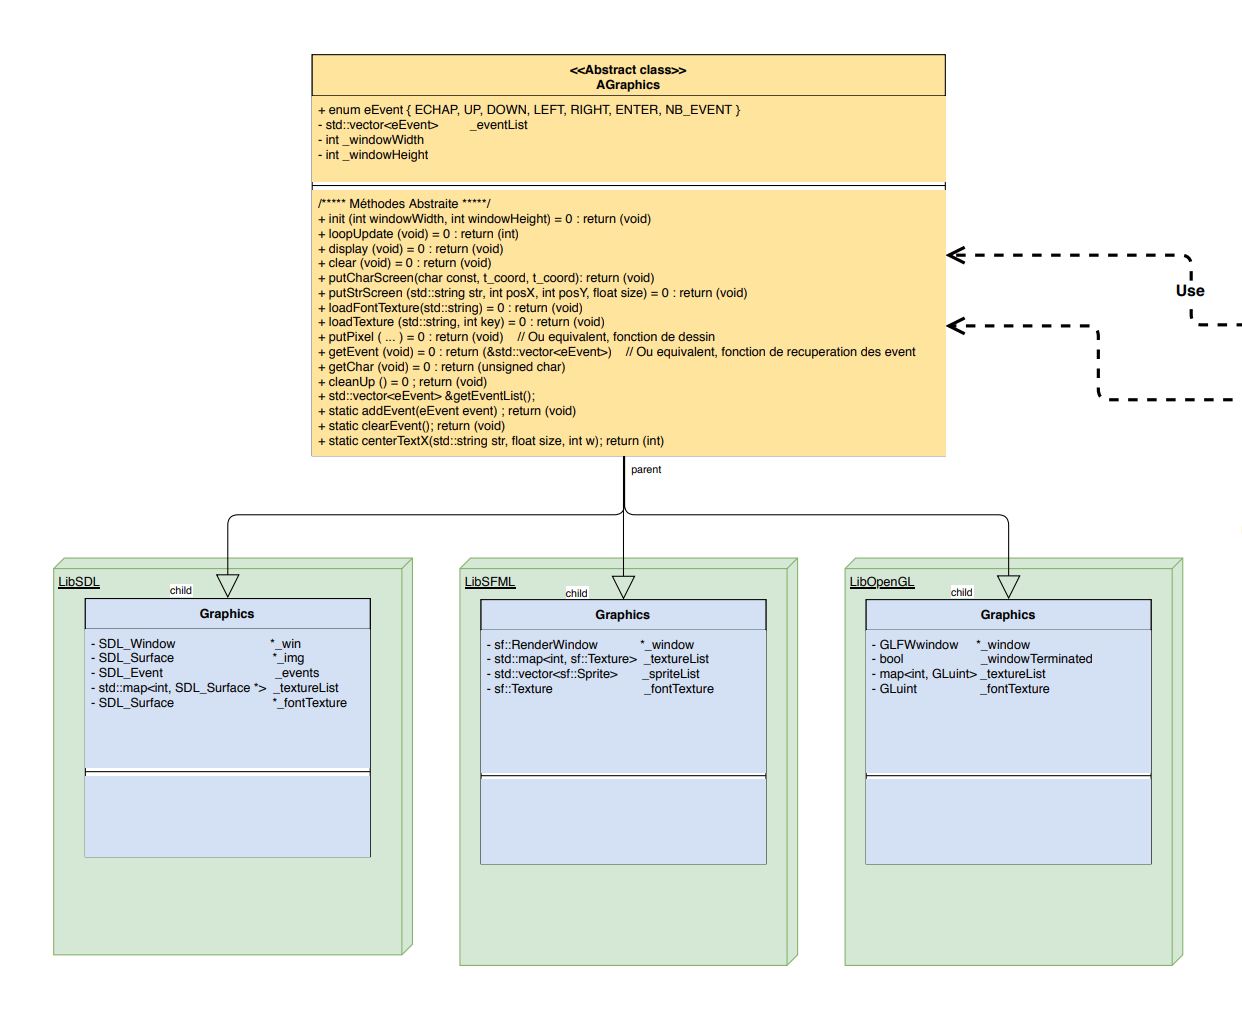 <<Abstract class>>
AGraphics
+ enum eEvent { ECHAP, UP, DOWN, LEFT, RIGHT, ENTER, NB_EVENT }
- std::vector<eEvent> _eventList
- int _windowWidth
- int _windowHeight
/***** Méthodes Abstraite *****/
+ init (int windowWidth, int windowHeight) = 0 : return (void)
+ loopUpdate (void) = 0 : return (int)
+ display (void) = 0 : return (void)
+ clear (void) = 0 : return (void)
+ putCharScreen(char const, t_coord, t_coord): return (void)
+ putStrScreen (std::string str, int posX, int posY, float size) = 0 : return (void)
+ loadFontTexture(std::string) = 0 : return (void)
+ loadTexture (std::string, int key) = 0 : return (void)
+ putPixel ( ... ) = 0 : return (void) // Ou equivalent, fonction de dessin
+ getEvent (void) = 0 : return (&std::vector<eEvent>) // Ou equivalent, fonction de recuperation des event
+ getChar (void) = 0 : return (unsigned char)
+ cleanUp () = 0 ; return (void)
+ std::vector<eEvent> &getEventList();
+ static addEvent(eEvent event) ; return (void)
+ static clearEvent(); return (void)
+ static centerTextX(std::string str, float size, int w); return (int)
Use
parent
LibSDL
child
Graphics
- SDL_Window *_win
- SDL_Surface *_img
- SDL_Event _events
- std::map<int, SDL_Surface *> _textureList
- SDL_Surface *_fontTexture
LibSFML
child
Graphics
- sf::RenderWindow *_window
- std::map<int, sf::Texture> _textureList
- std::vector<sf::Sprite> _spriteList
- sf::Texture _fontTexture
LibOpenGL
child
Graphics
- GLFWwindow *_window
- bool _windowTerminated
- map<int, GLuint> _textureList
- GLuint _fontTexture